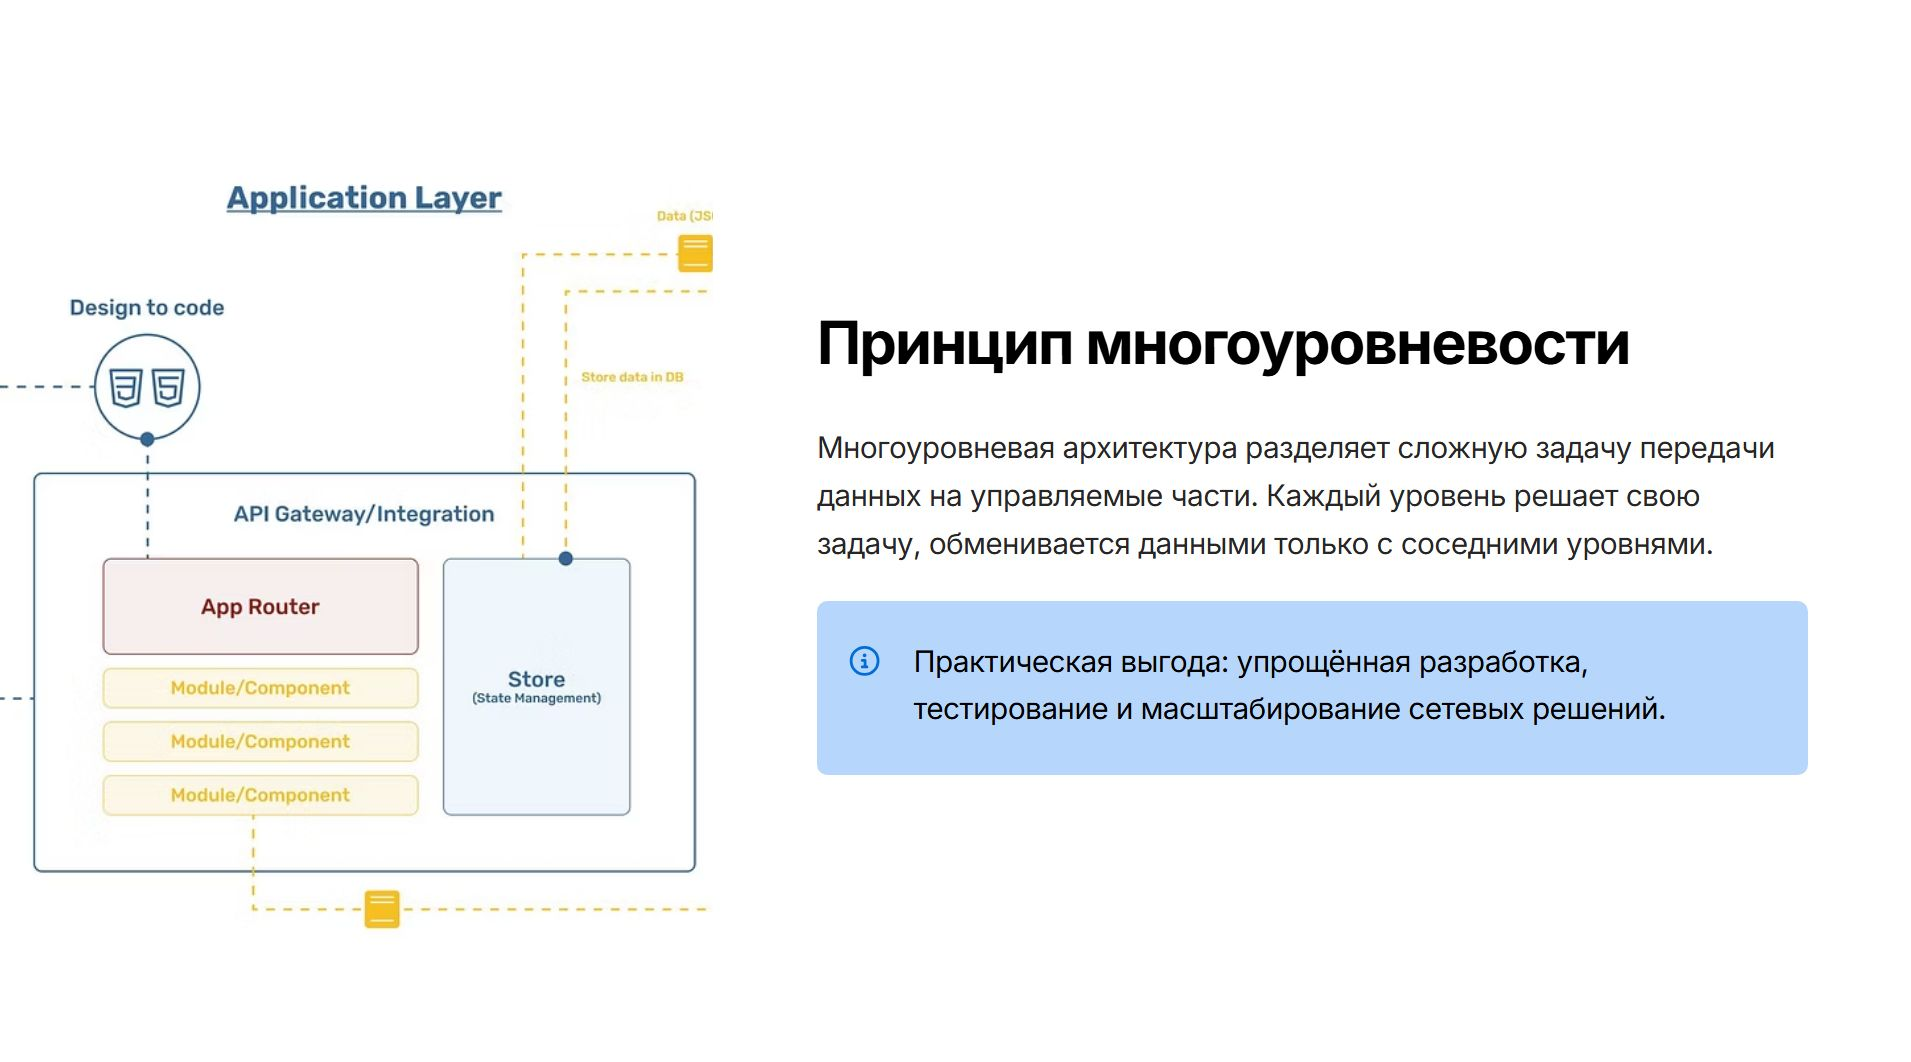 Application Layer
Data (JS
Design to code
Store data in DB
API Gateway/Integration
App Router
Module/Component
Module/Component
Module/Component
Store
(State Management)
Принцип многоуровневости
Многоуровневая архитектура разделяет сложную задачу передачи
данных на управляемые части. Каждый уровень решает свою
задачу, обменивается данными только с соседними уровнями.
Практическая выгода: упрощённая разработка,
тестирование и масштабирование сетевых решений.